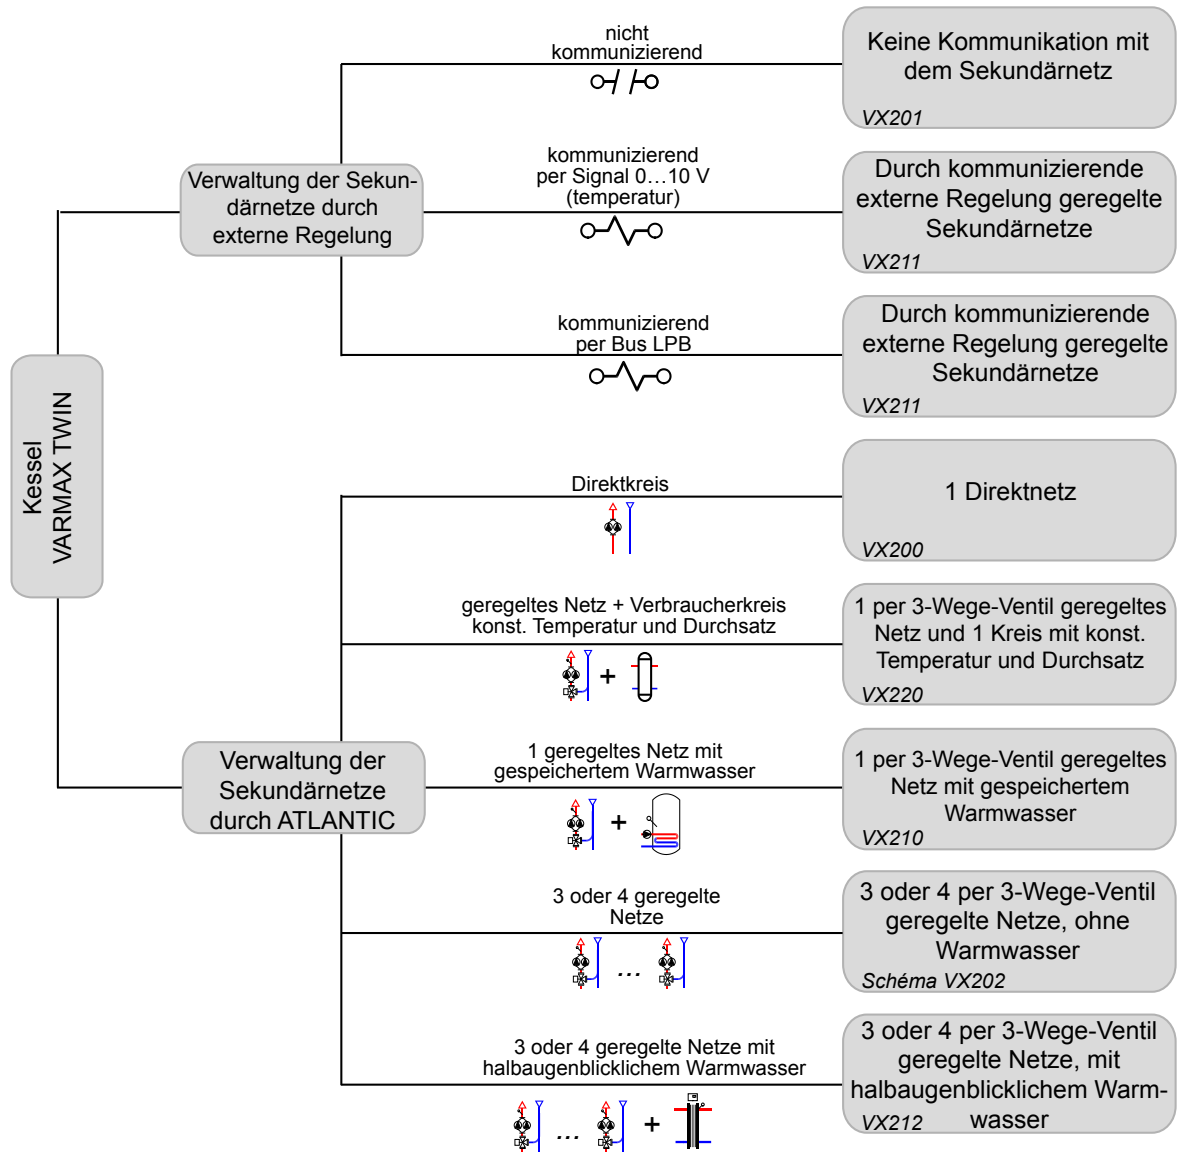 Kessel
VARMAX TWIN
Verwaltung der Sekun-
därnetze durch
externe Regelung
nicht
kommunizierend
Keine Kommunikation mit
dem Sekundärnetz
VX201
kommunizierend
per Signal 0…10 V
(temperatur)
Durch kommunizierende
externe Regelung geregelte
Sekundärnetze
VX211
kommunizierend
per Bus LPB
Durch kommunizierende
externe Regelung geregelte
Sekundärnetze
VX211
Verwaltung der
Sekundärnetze
durch ATLANTIC
Direktkreis
1 Direktnetz
VX200
geregeltes Netz + Verbraucherkreis
konst. Temperatur und Durchsatz
+
1 per 3-Wege-Ventil geregeltes
Netz und 1 Kreis mit konst.
Temperatur und Durchsatz
VX220
1 geregeltes Netz mit
gespeichertem Warmwasser
+
1 per 3-Wege-Ventil geregeltes
Netz mit gespeichertem
Warmwasser
VX210
3 oder 4 geregelte
Netze
...
3 oder 4 per 3-Wege-Ventil
geregelte Netze, ohne
Warmwasser
Schéma VX202
3 oder 4 geregelte Netze mit
halbaugenblicklichem Warmwasser
... +
3 oder 4 per 3-Wege-Ventil
geregelte Netze, mit
halbaugenblicklichem Warm-
wasser
VX212